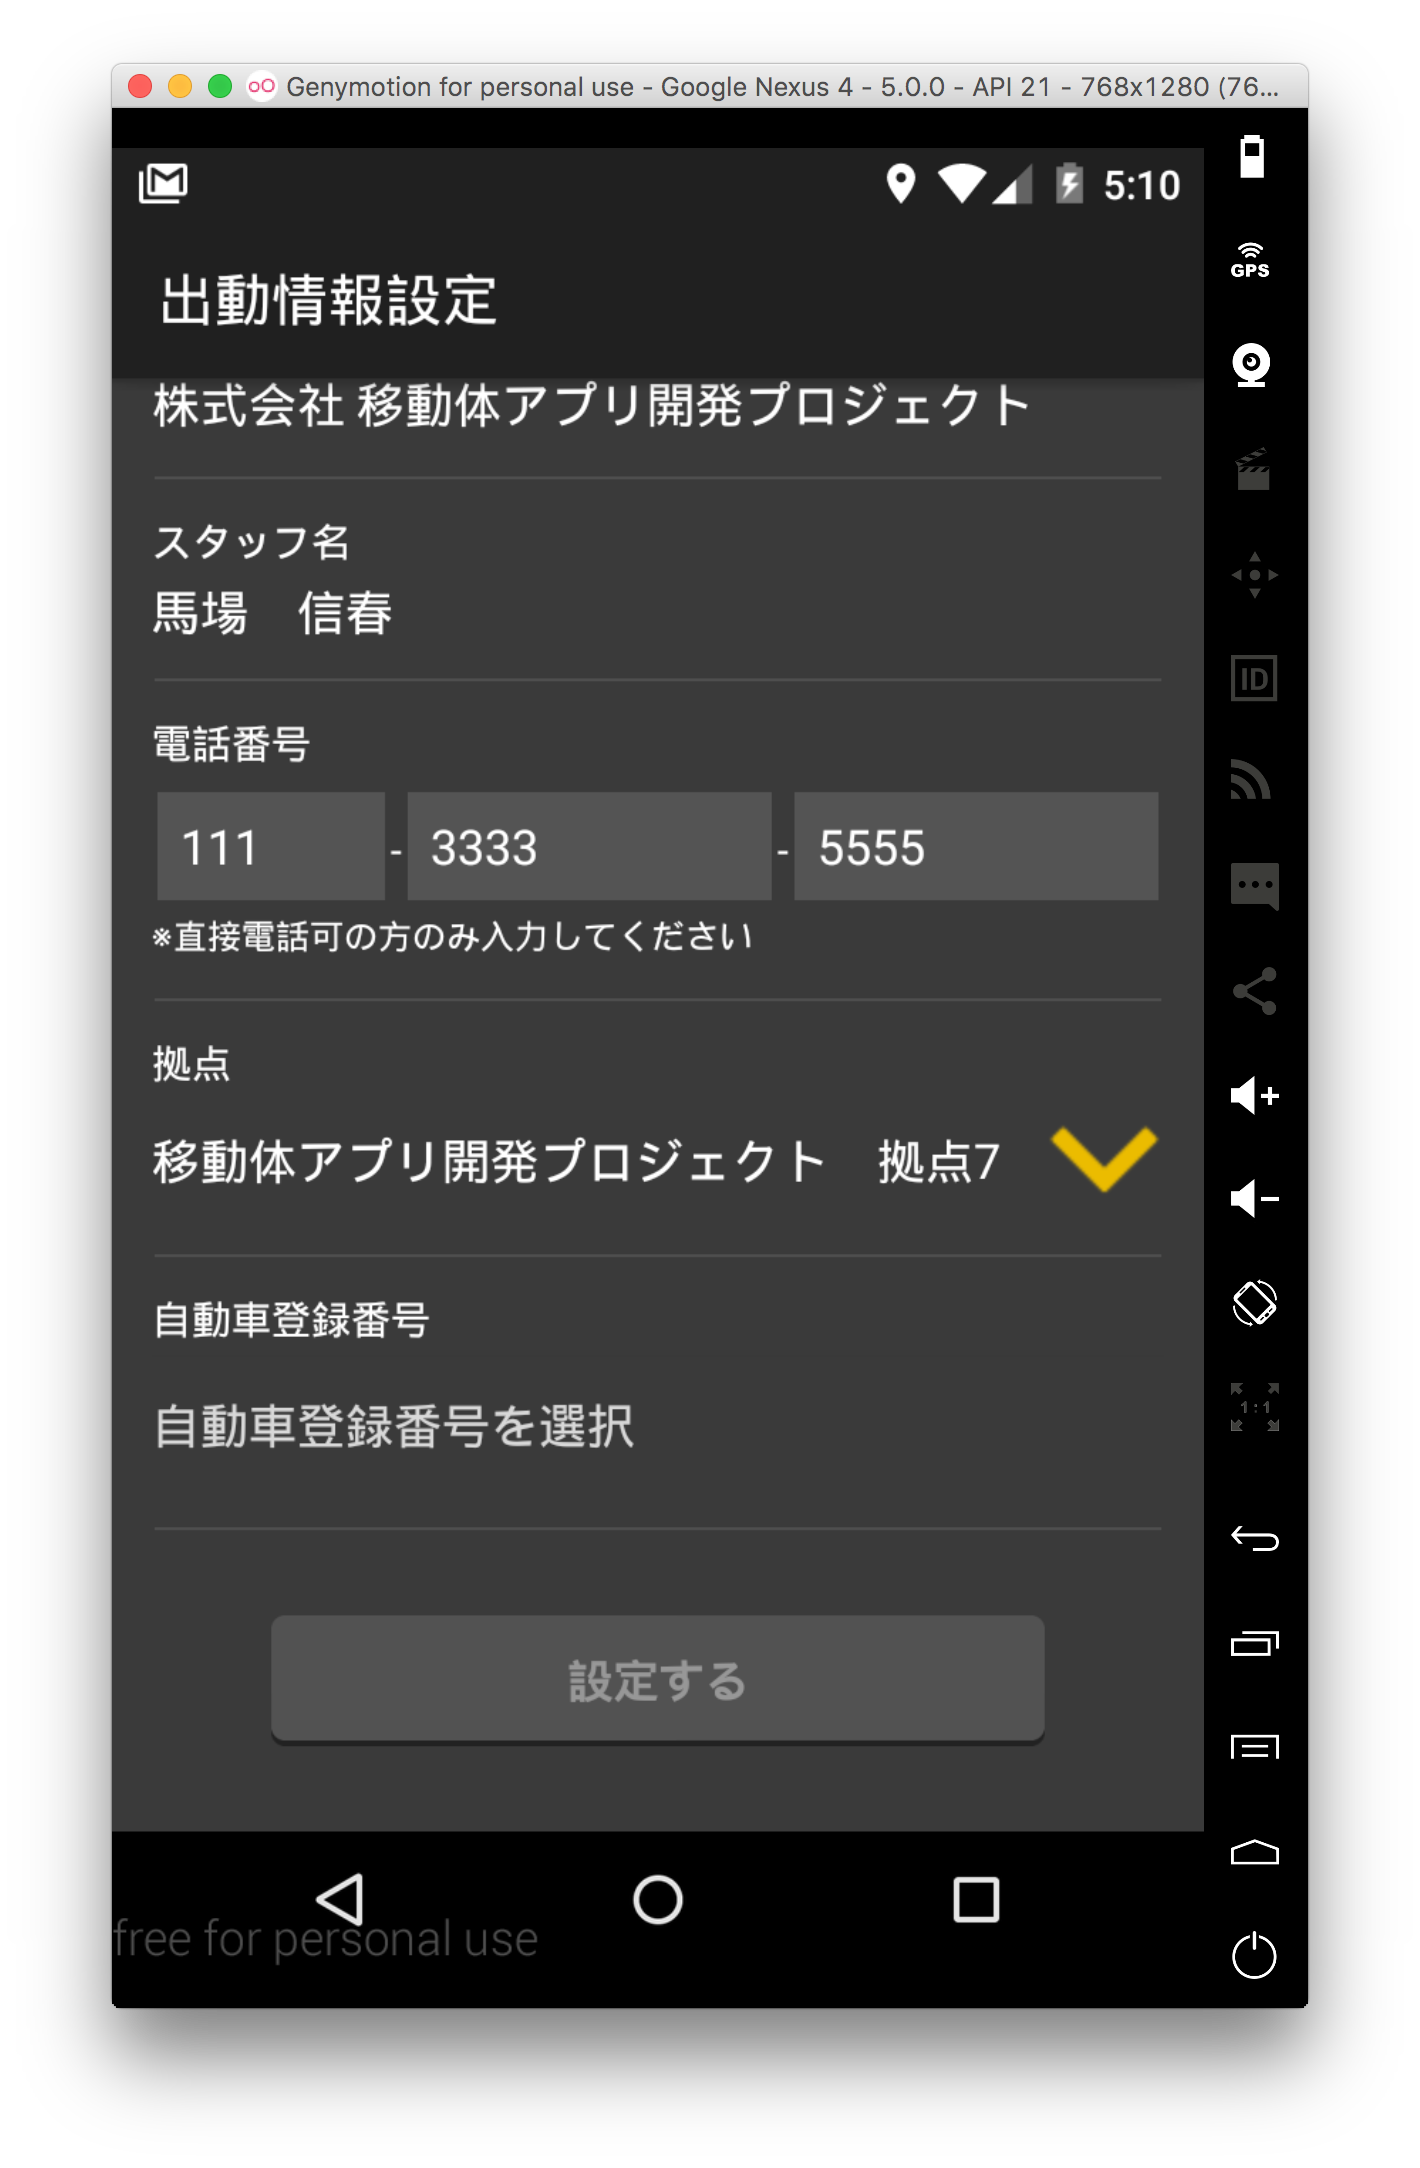 Genymotion for personal use - Google Nexus 4 - 5.0.0 - API 21 - 768x1280 (76...
5:10
GPS
出動情報設定
株式会社 移動体アプリ開発プロジェクト
スタッフ名
馬場　信春
ID
電話番号
111 - 3333 - 5555
※直接電話可の方のみ入力してください
拠点
移動体アプリ開発プロジェクト　拠点7
自動車登録番号
自動車登録番号を選択
1:1
設定する
free for personal use